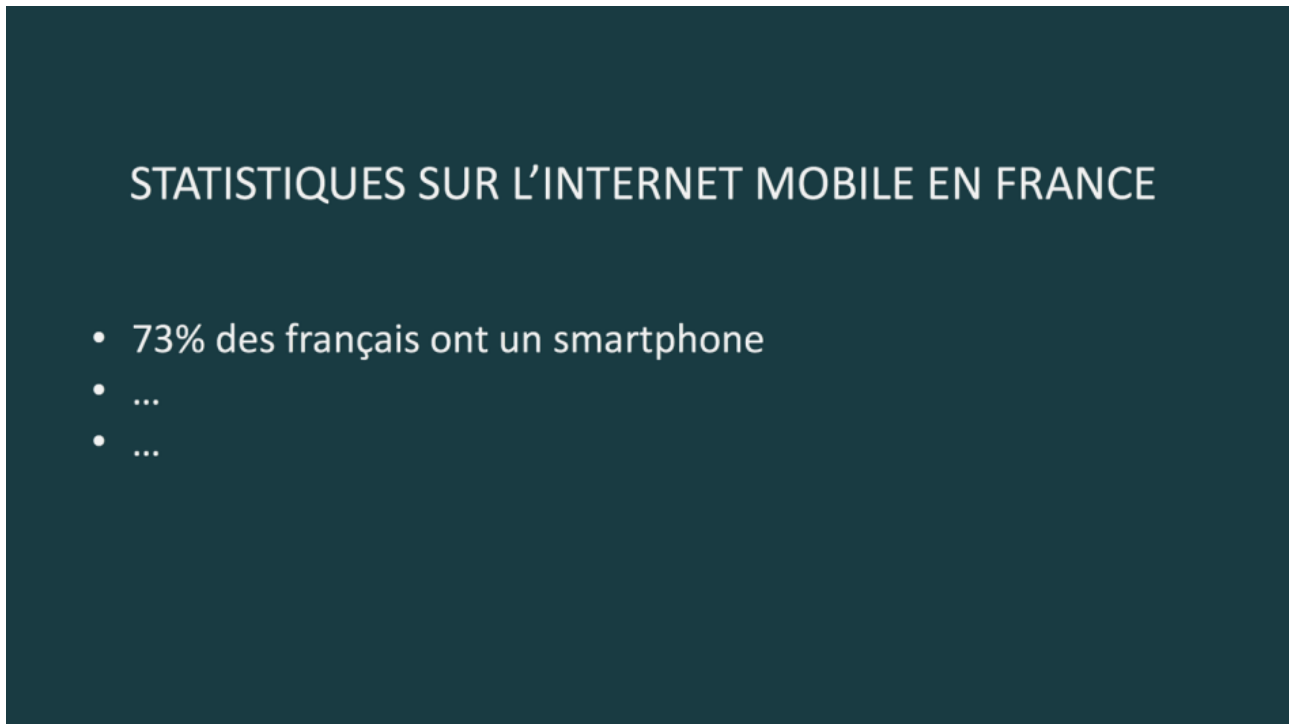 STATISTIQUES SUR L’INTERNET MOBILE EN FRANCE
• 73% des français ont un smartphone
• ...
• ...